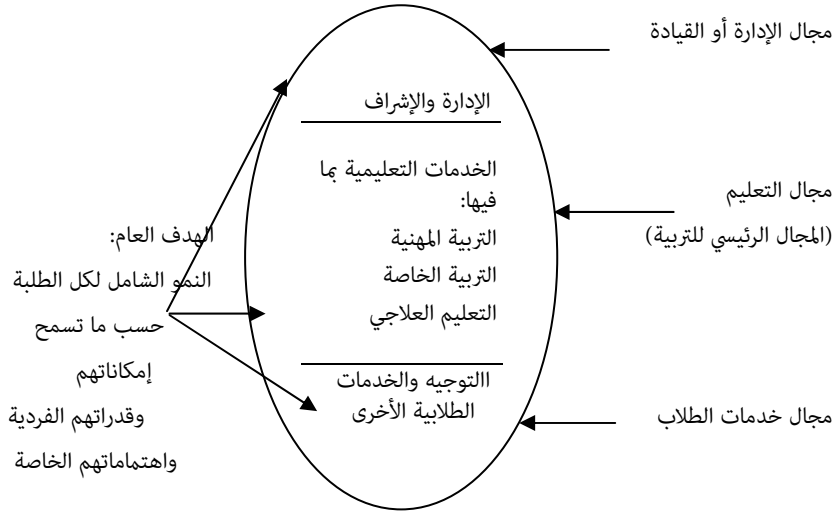 مجال الإدارة أو القيادة
الإدارة والإشراف
الخدمات التعليمية بما
فيها:
التربية المهنية
التربية الخاصة
التعليم العلاجي
مجال التعليم
(المجال الرئيسي للتربية)
الهدف العام:
النمو الشامل لكل الطلبة
حسب ما تسمح
إمكاناتهم
وقدراتهم الفردية
واهتماماتهم الخاصة
االتوجيه والخدمات
الطلابية الأخرى
مجال خدمات الطلاب